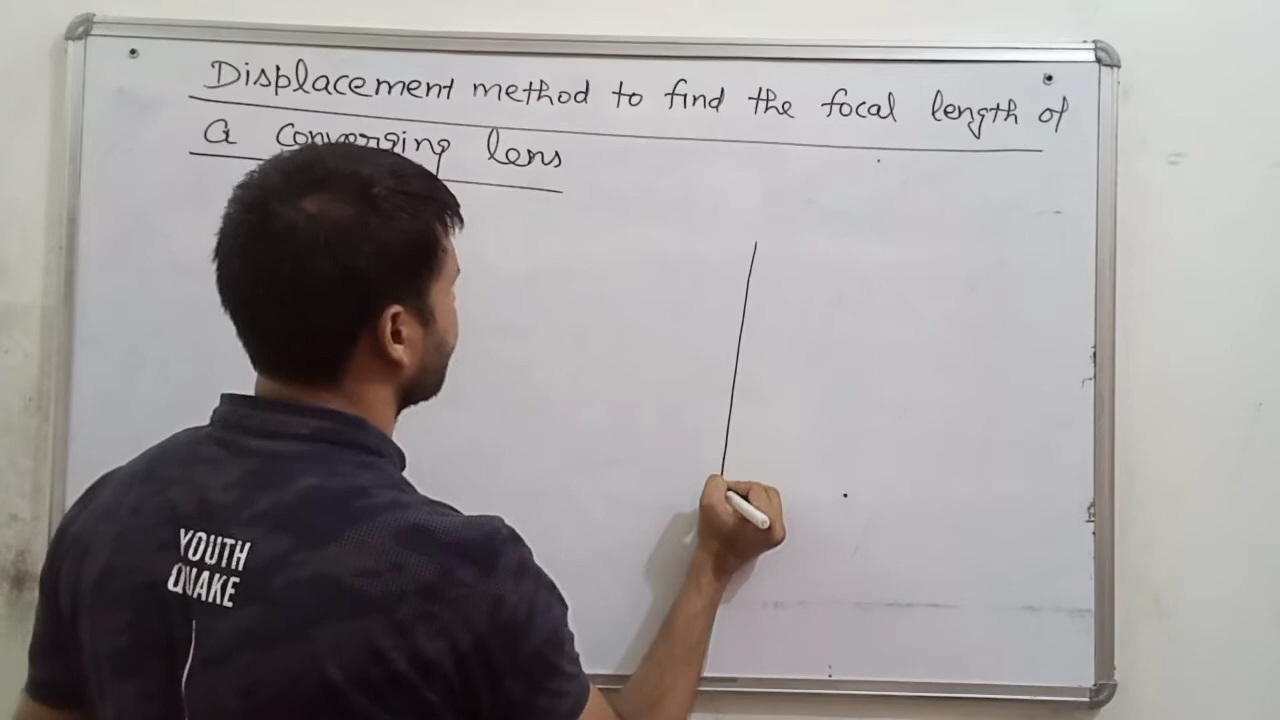 Displacement method to find the focal length of
a converging lens
YOUTH
QUAKE